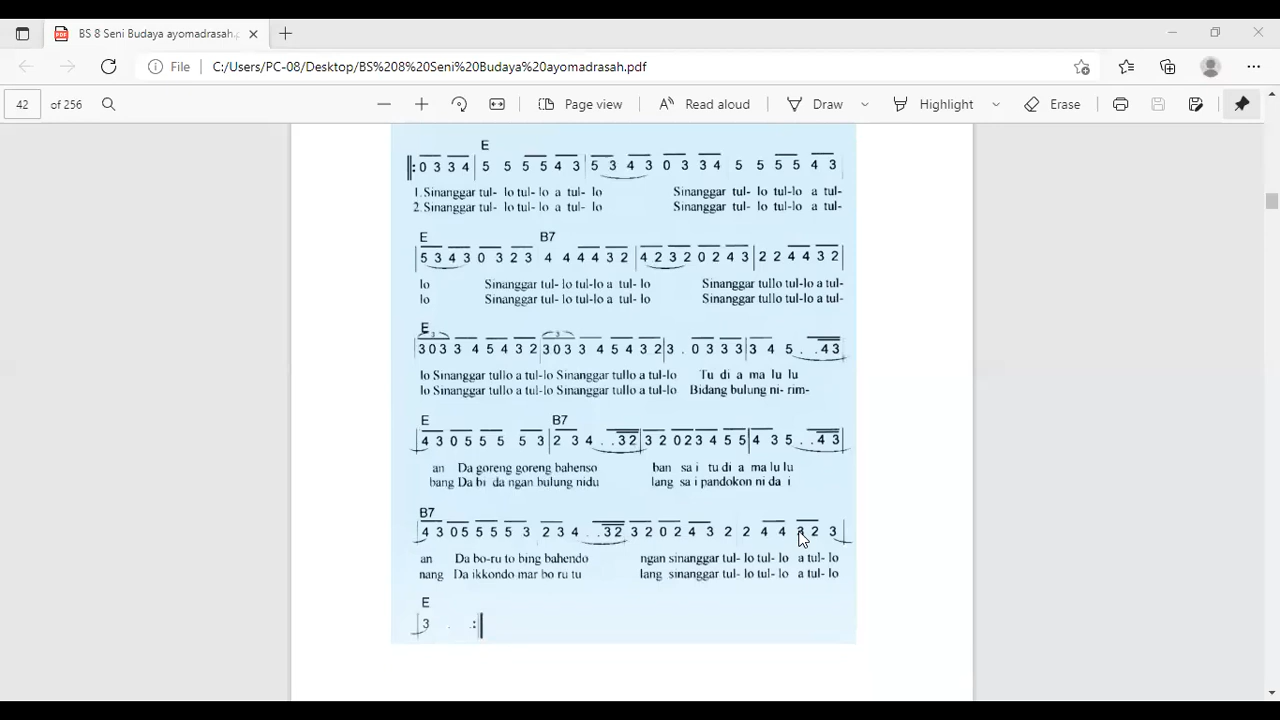 BS 8 Seni Budaya ayomadrasah.p
File C:/Users/PC-08/Desktop/BS%208%20Seni%20Budaya%20ayomadrasah.pdf
42 of 256 Page view Read aloud Draw Highlight Erase
E
0 3 3 4 5 5 5 5 4 3 5 3 4 3 0 3 3 4 5 5 5 5 4 3
1.Sinanggar tul- lo tul- lo a tul- lo Sinanggar tul- lo tul-lo a tul-
2.Sinanggar tul- lo tul- lo a tul- lo Sinanggar tul- lo tul-lo a tul-
E B7
5 3 4 3 0 3 2 3 4 4 4 4 3 2 4 2 3 2 0 2 4 3 2 2 4 4 3 2
lo Sinanggar tul- lo tul-lo a tul- lo Sinanggar tullo tul-lo a tul-
lo Sinanggar tul- lo tul-lo a tul- lo Sinanggar tullo tul-lo a tul-
E
3 3
3 0 3 3 4 5 4 3 2 3 0 3 3 4 5 4 3 2 3 . 0 3 3 3 3 4 5 . . 4 3
lo Sinanggar tullo a tul-lo Sinanggar tullo a tul-lo Tu di a ma lu lu
lo Sinanggar tullo a tul-lo Sinanggar tullo a tul-lo Bidang bulung ni- rim-
E B7
4 3 0 5 5 5 5 3 2 3 4 . . 3 2 3 2 0 2 3 4 5 5 4 3 5 . . 4 3
an Da goreng goreng bahenso ban sa i tu di a ma lu lu
bang Da bi da ngan bulung nidu lang sa i pandokon ni da i
B7
4 3 0 5 5 5 5 3 2 3 4 . . 3 2 3 2 0 2 4 3 2 2 4 4 3 2 3
an Da bo-ru to bing bahendo ngan sinanggar tul- lo tul- lo a tul- lo
nang Da ikkondo mar bo ru tu lang sinanggar tul- lo tul- lo a tul- lo
E
3 . . :